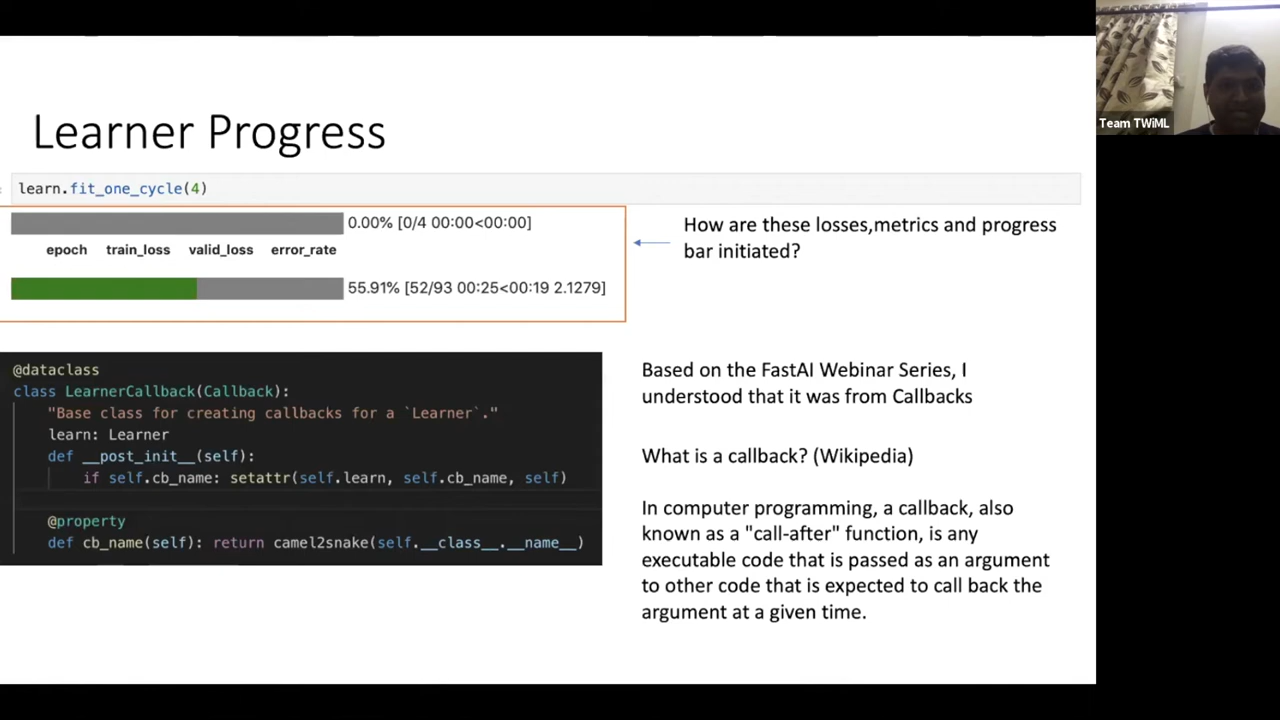 Team TWiML
Learner Progress
learn.fit_one_cycle(4)
0.00% [0/4 00:00<00:00]
epoch train_loss valid_loss error_rate
55.91% [52/93 00:25<00:19 2.1279]
How are these losses,metrics and progress
bar initiated?
@dataclass
class LearnerCallback(Callback):
"Base class for creating callbacks for a `Learner`."
learn: Learner
def __post_init__(self):
if self.cb_name: setattr(self.learn, self.cb_name, self)
@property
def cb_name(self): return camel2snake(self.__class__.__name__)
Based on the FastAI Webinar Series, I
understood that it was from Callbacks
What is a callback? (Wikipedia)
In computer programming, a callback, also
known as a "call-after" function, is any
executable code that is passed as an argument
to other code that is expected to call back the
argument at a given time.